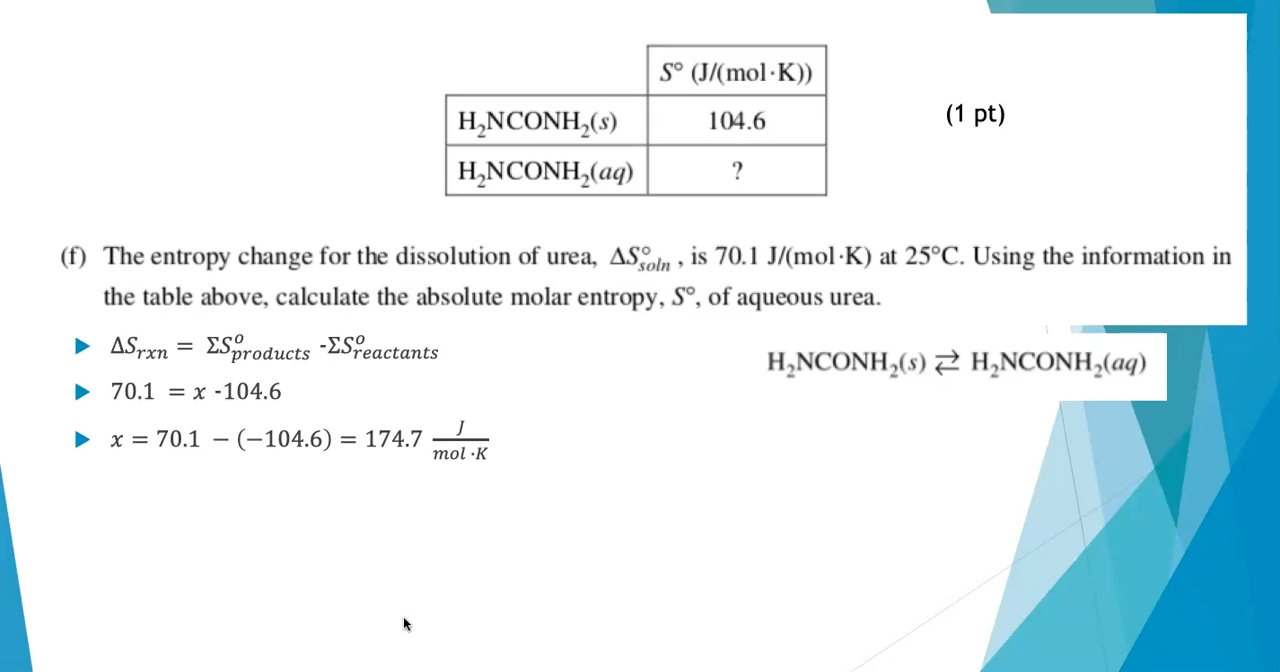 S° (J/(mol·K))
H₂NCONH₂(s) 104.6
(1 pt)
H₂NCONH₂(aq) ?
(f) The entropy change for the dissolution of urea, ΔS°soln , is 70.1 J/(mol·K) at 25°C. Using the information in
the table above, calculate the absolute molar entropy, S°, of aqueous urea.
ΔSrxn = ΣS°products -ΣS°reactants
H₂NCONH₂(s) ⇄ H₂NCONH₂(aq)
70.1 = x -104.6
x = 70.1 − (−104.6) = 174.7 J/mol·K